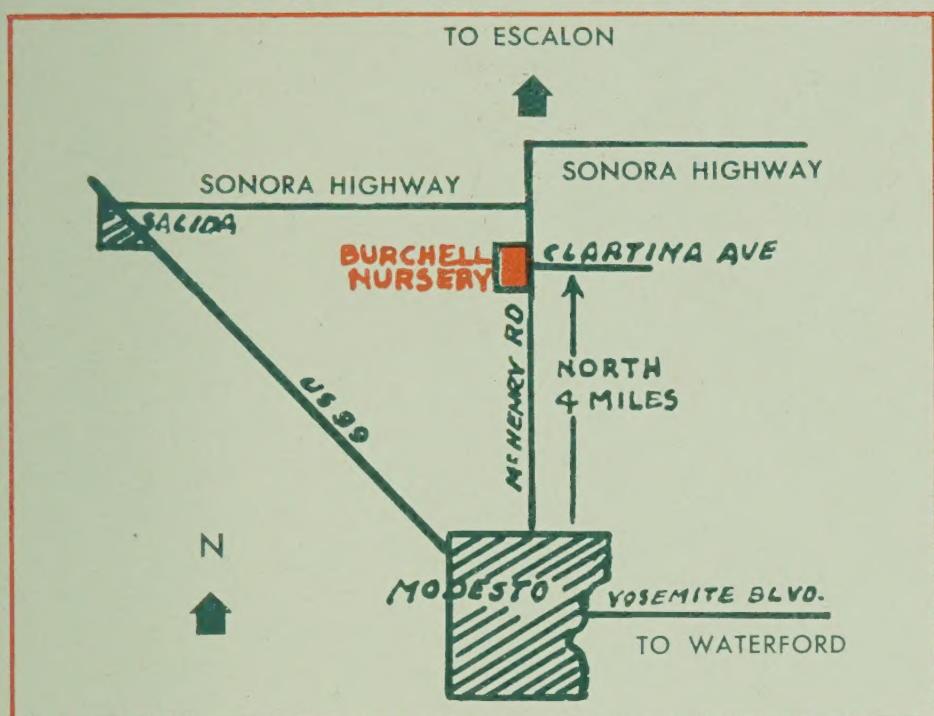 TO ESCALON
SONORA HIGHWAY
SONORA HIGHWAY
SALIDA
BURCHELL
NURSERY
CLARTINA AVE
McHENRY RD
NORTH
4 MILES
US 99
N
MODESTO
YOSEMITE BLVD.
TO WATERFORD